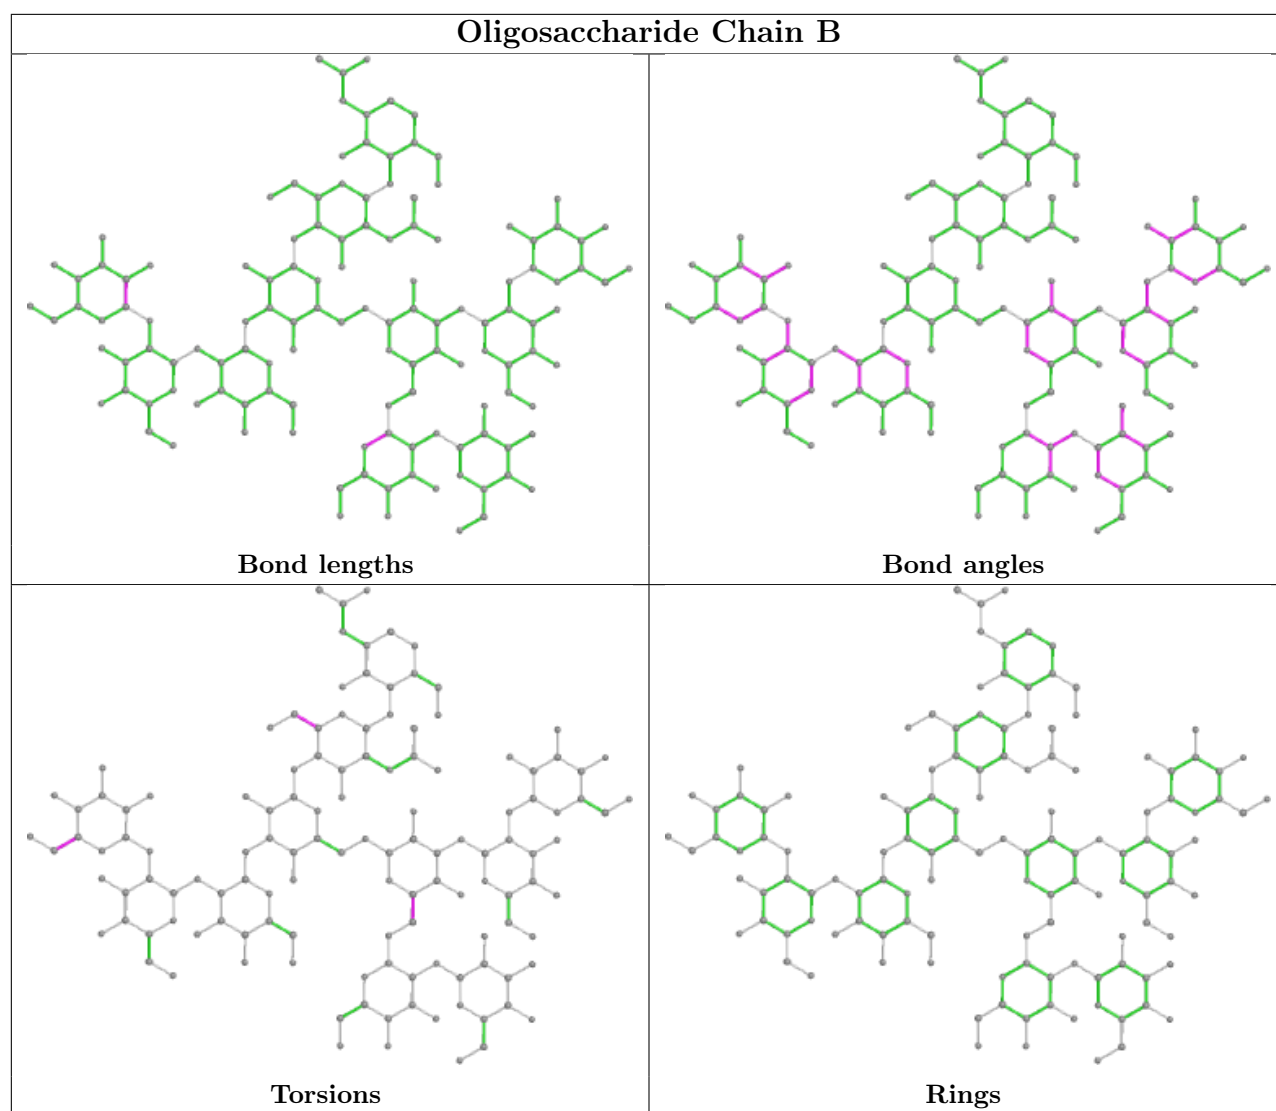 Oligosaccharide Chain B
Bond lengths
Bond angles
Torsions
Rings